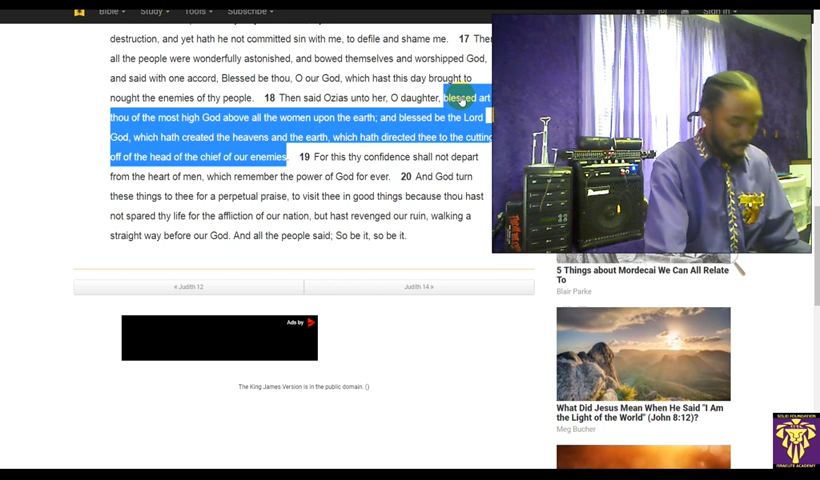 Bible Study Tools Subscribe Sign In
destruction, and yet hath he not committed sin with me, to defile and shame me. 17 Then
all the people were wonderfully astonished, and bowed themselves and worshipped God,
and said with one accord, Blessed be thou, O our God, which hast this day brought to
nought the enemies of thy people. 18 Then said Ozias unto her, O daughter, blessed art
thou of the most high God above all the women upon the earth; and blessed be the Lord
God, which hath created the heavens and the earth, which hath directed thee to the cutting
off of the head of the chief of our enemies. 19 For this thy confidence shall not depart
from the heart of men, which remember the power of God for ever. 20 And God turn
these things to thee for a perpetual praise, to visit thee in good things because thou hast
not spared thy life for the affliction of our nation, but hast revenged our ruin, walking a
straight way before our God. And all the people said; So be it, so be it.
« Judith 12
Judith 14 »
Ads by
The King James Version is in the public domain. ()
5 Things about Mordecai We Can All Relate
To
Blair Parke
What Did Jesus Mean When He Said "I Am
the Light of the World" (John 8:12)?
Meg Bucher
SOLID FOUNDATION
ISRAELITE ACADEMY